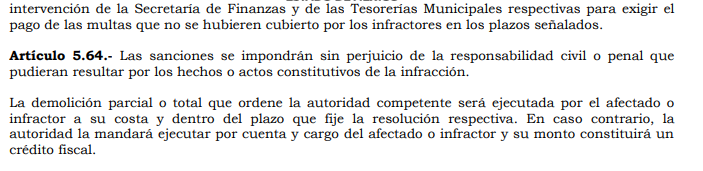 intervención de la Secretaría de Finanzas y de las Tesorerías Municipales respectivas para exigir el
pago de las multas que no se hubieren cubierto por los infractores en los plazos señalados.
Artículo 5.64.- Las sanciones se impondrán sin perjuicio de la responsabilidad civil o penal que
pudieran resultar por los hechos o actos constitutivos de la infracción.
La demolición parcial o total que ordene la autoridad competente será ejecutada por el afectado o
infractor a su costa y dentro del plazo que fije la resolución respectiva. En caso contrario, la
autoridad la mandará ejecutar por cuenta y cargo del afectado o infractor y su monto constituirá un
crédito fiscal.